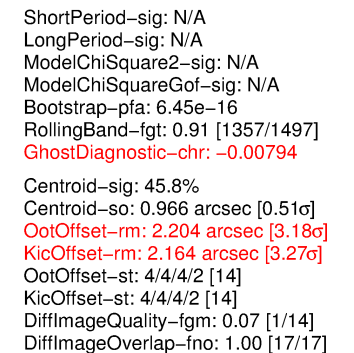 ShortPeriod−sig: N/A
LongPeriod−sig: N/A
ModelChiSquare2−sig: N/A
ModelChiSquareGof−sig: N/A
Bootstrap−pfa: 6.45e−16
RollingBand−fgt: 0.91 [1357/1497]
GhostDiagnostic−chr: −0.00794
Centroid−sig: 45.8%
Centroid−so: 0.966 arcsec [0.51σ]
OotOffset−rm: 2.204 arcsec [3.18σ]
KicOffset−rm: 2.164 arcsec [3.27σ]
OotOffset−st: 4/4/4/2 [14]
KicOffset−st: 4/4/4/2 [14]
DiffImageQuality−fgm: 0.07 [1/14]
DiffImageOverlap−fno: 1.00 [17/17]